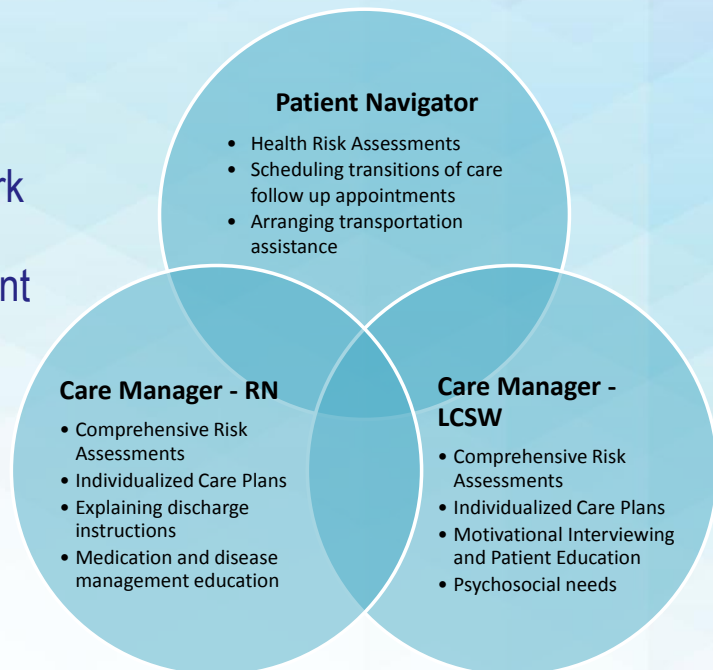 rk
nt
Patient Navigator
• Health Risk Assessments
• Scheduling transitions of care
follow up appointments
• Arranging transportation
assistance
Care Manager - RN
• Comprehensive Risk
Assessments
• Individualized Care Plans
• Explaining discharge
instructions
• Medication and disease
management education
Care Manager -
LCSW
• Comprehensive Risk
Assessments
• Individualized Care Plans
• Motivational Interviewing
and Patient Education
• Psychosocial needs